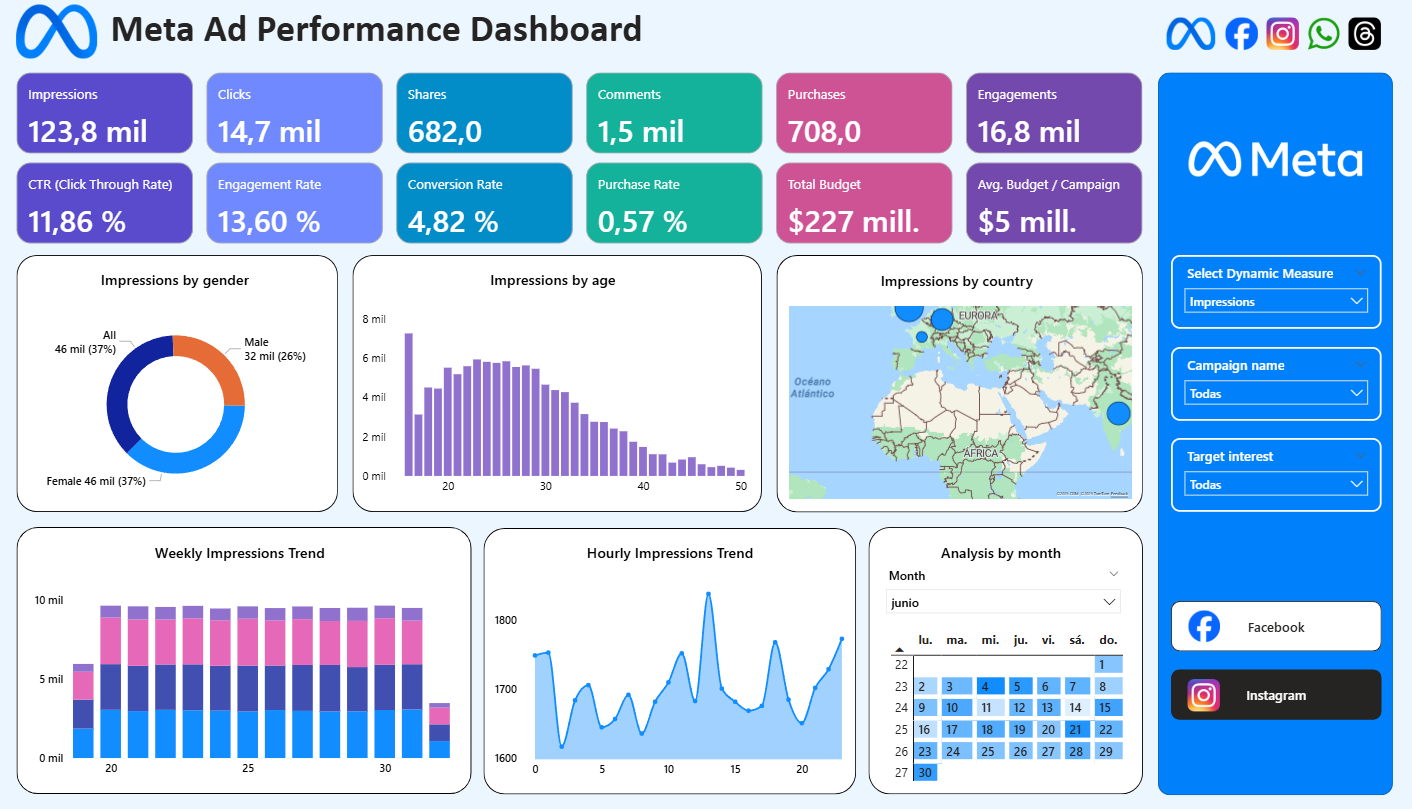 Meta Ad Performance Dashboard
Impressions
123,8 mil
Clicks
14,7 mil
Shares
682,0
Comments
1,5 mil
Purchases
708,0
Engagements
16,8 mil
CTR (Click Through Rate)
11,86 %
Engagement Rate
13,60 %
Conversion Rate
4,82 %
Purchase Rate
0,57 %
Total Budget
$227 mill.
Avg. Budget / Campaign
$5 mill.
Meta
Select Dynamic Measure
Impressions
Campaign name
Todas
Target interest
Todas
Facebook
Instagram
Impressions by gender
All
46 mil (37%)
Male
32 mil (26%)
Female 46 mil (37%)
Impressions by age
8 mil
6 mil
4 mil
2 mil
0 mil
20
30
40
50
Impressions by country
EUROPA
Océano
Atlántico
ÁFRICA
Weekly Impressions Trend
10 mil
5 mil
0 mil
20
25
30
Hourly Impressions Trend
1800
1700
1600
0
5
10
15
20
Analysis by month
Month
junio
lu. ma. mi. ju. vi. sá. do.
22 1
23 2 3 4 5 6 7 8
24 9 10 11 12 13 14 15
25 16 17 18 19 20 21 22
26 23 24 25 26 27 28 29
27 30